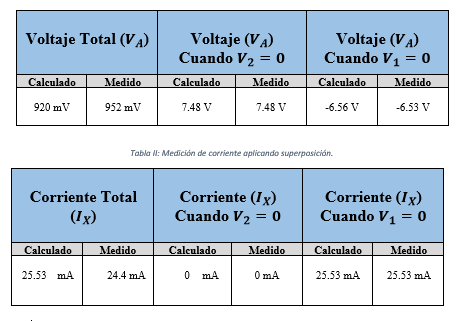 Voltaje Total (V_A) Voltaje (V_A) Voltaje (V_A)
Cuando V_2 = 0 Cuando V_1 = 0
Calculado Medido Calculado Medido Calculado Medido
920 mV 952 mV 7.48 V 7.48 V -6.56 V -6.53 V
Tabla II: Medición de corriente aplicando superposición.
Corriente Total Corriente (I_X) Corriente (I_X)
(I_X) Cuando V_2 = 0 Cuando V_1 = 0
Calculado Medido Calculado Medido Calculado Medido
25.53 mA 24.4 mA 0 mA 0 mA 25.53 mA 25.53 mA